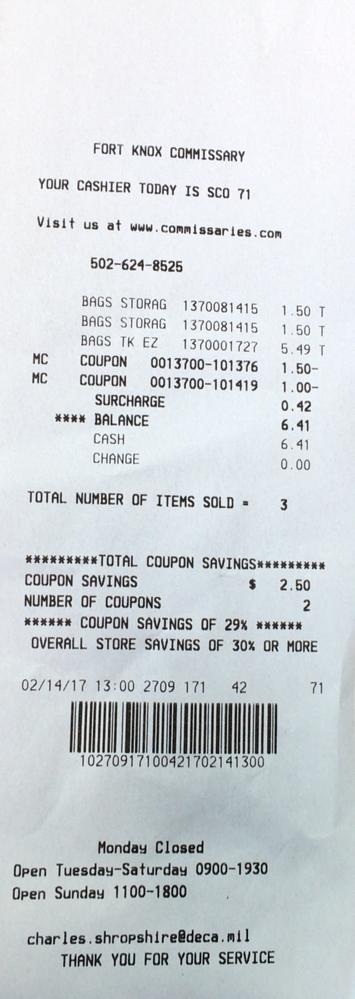 FORT KNOX COMMISSARY
YOUR CASHIER TODAY IS SCO 71
Visit us at www.commissaries.com
502-624-8525
BAGS STORAG 1370081415 1.50 T
BAGS STORAG 1370081415 1.50 T
BAGS TK EZ 1370001727 5.49 T
MC COUPON 0013700-101376 1.50-
MC COUPON 0013700-101419 1.00-
SURCHARGE 0.42
**** BALANCE 6.41
CASH 6.41
CHANGE 0.00
TOTAL NUMBER OF ITEMS SOLD = 3
*********TOTAL COUPON SAVINGS*********
COUPON SAVINGS $ 2.50
NUMBER OF COUPONS 2
****** COUPON SAVINGS OF 29% ******
OVERALL STORE SAVINGS OF 30% OR MORE
02/14/17 13:00 2709 171 42 71
10270917100421702141300
Monday Closed
Open Tuesday-Saturday 0900-1930
Open Sunday 1100-1800
charles.shropshire@deca.mil
THANK YOU FOR YOUR SERVICE